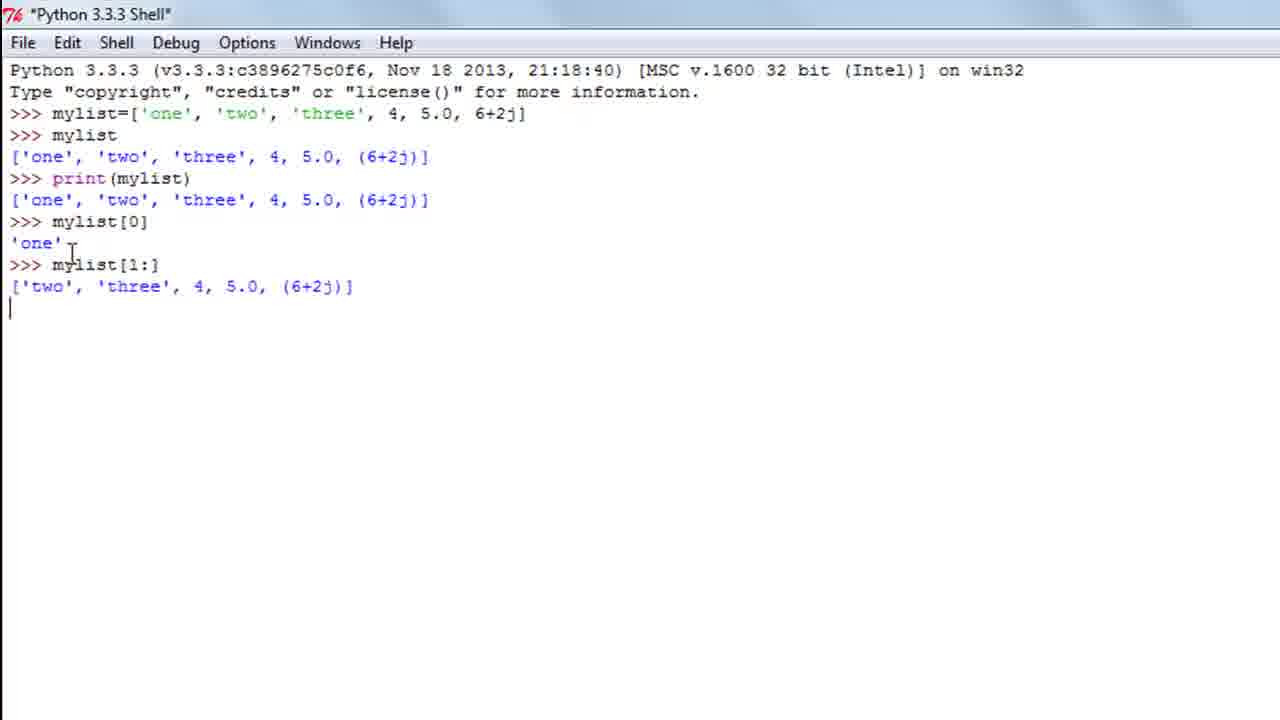 *Python 3.3.3 Shell*
File Edit Shell Debug Options Windows Help
Python 3.3.3 (v3.3.3:c3896275c0f6, Nov 18 2013, 21:18:40) [MSC v.1600 32 bit (Intel)] on win32
Type "copyright", "credits" or "license()" for more information.
>>> mylist=['one', 'two', 'three', 4, 5.0, 6+2j]
>>> mylist
['one', 'two', 'three', 4, 5.0, (6+2j)]
>>> print(mylist)
['one', 'two', 'three', 4, 5.0, (6+2j)]
>>> mylist[0]
'one'
>>> mylist[1:]
['two', 'three', 4, 5.0, (6+2j)]